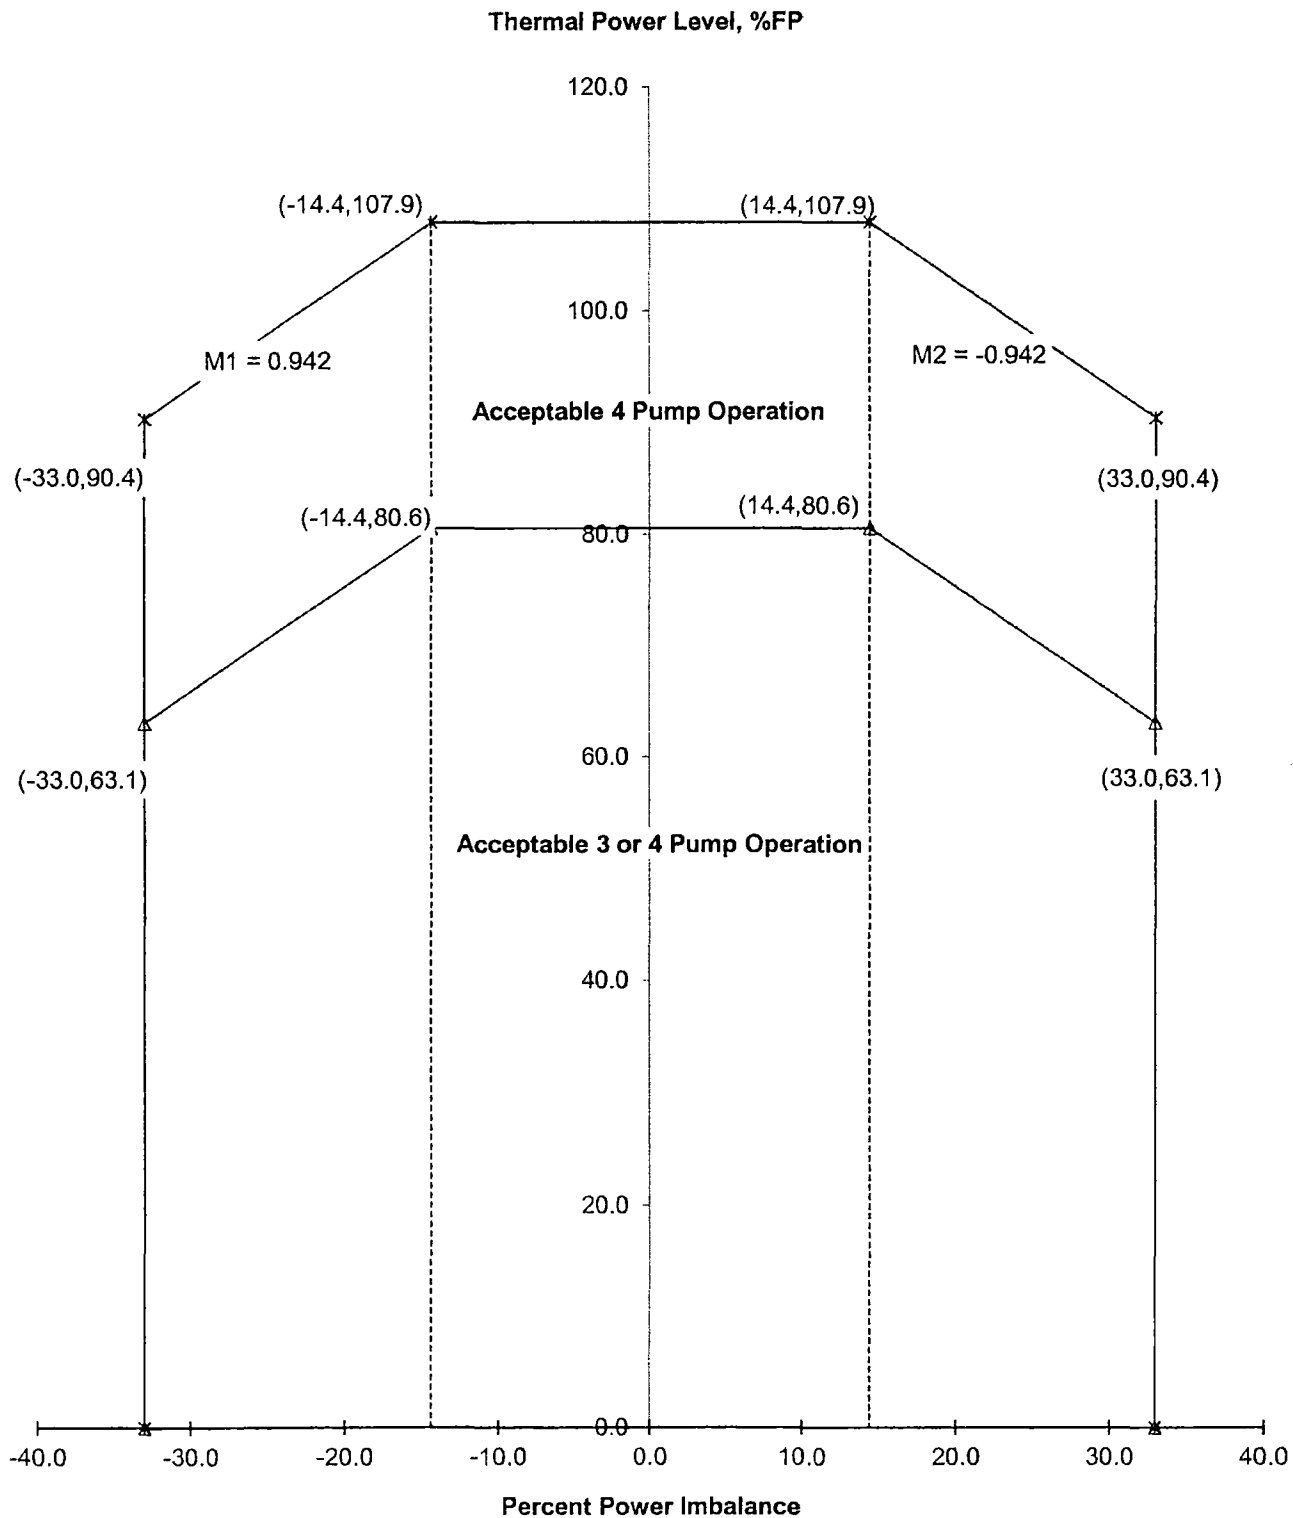 Thermal Power Level, %FP
120.0
(-14.4,107.9)
(14.4,107.9)
100.0
M1 = 0.942
M2 = -0.942
Acceptable 4 Pump Operation
(-33.0,90.4)
(33.0,90.4)
(-14.4,80.6)
(14.4,80.6)
80.0
60.0
(-33.0,63.1)
(33.0,63.1)
Acceptable 3 or 4 Pump Operation
40.0
20.0
0.0
-40.0 -30.0 -20.0 -10.0 0.0 10.0 20.0 30.0 40.0
Percent Power Imbalance